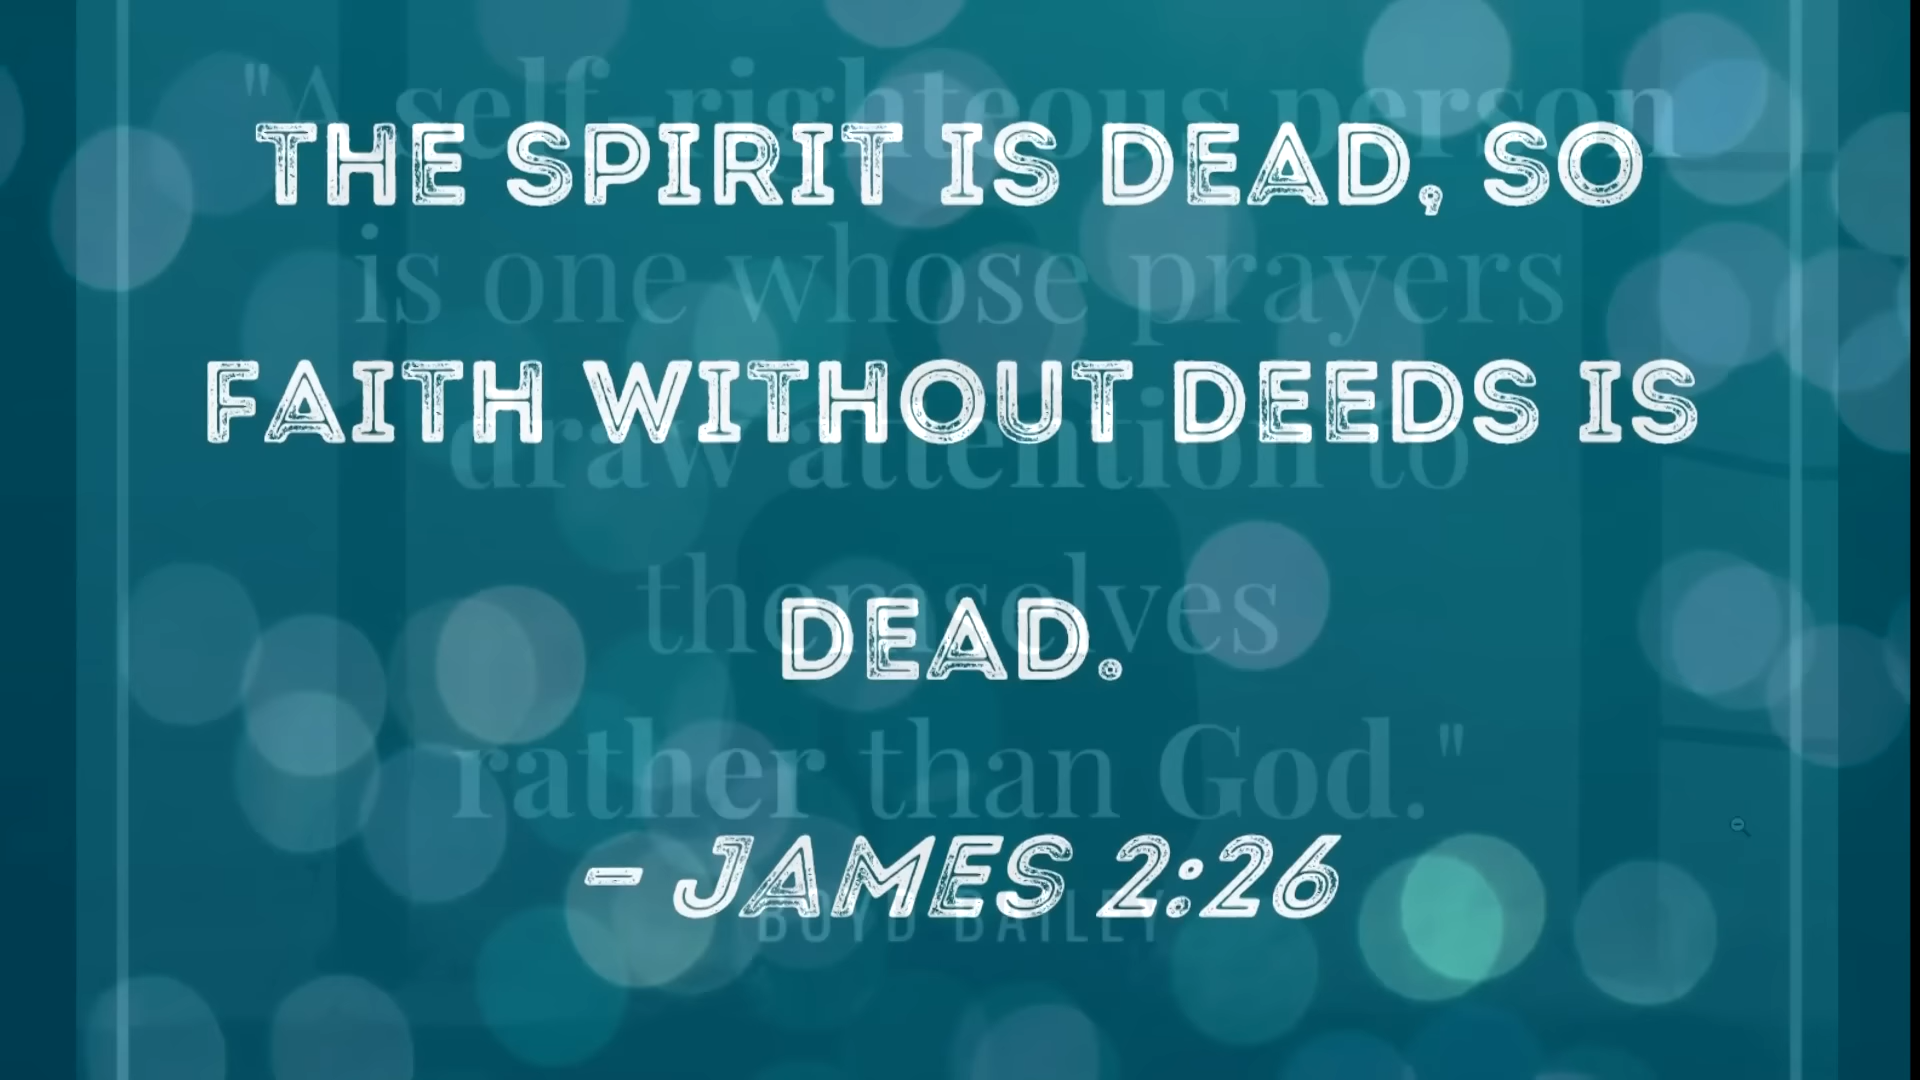 "A self-righteous person
THE SPIRIT IS DEAD, SO
is one whose prayers
FAITH WITHOUT DEEDS IS
draw attention to
themselves
DEAD.
rather than God."
– JAMES 2:26
BOYD BAILEY